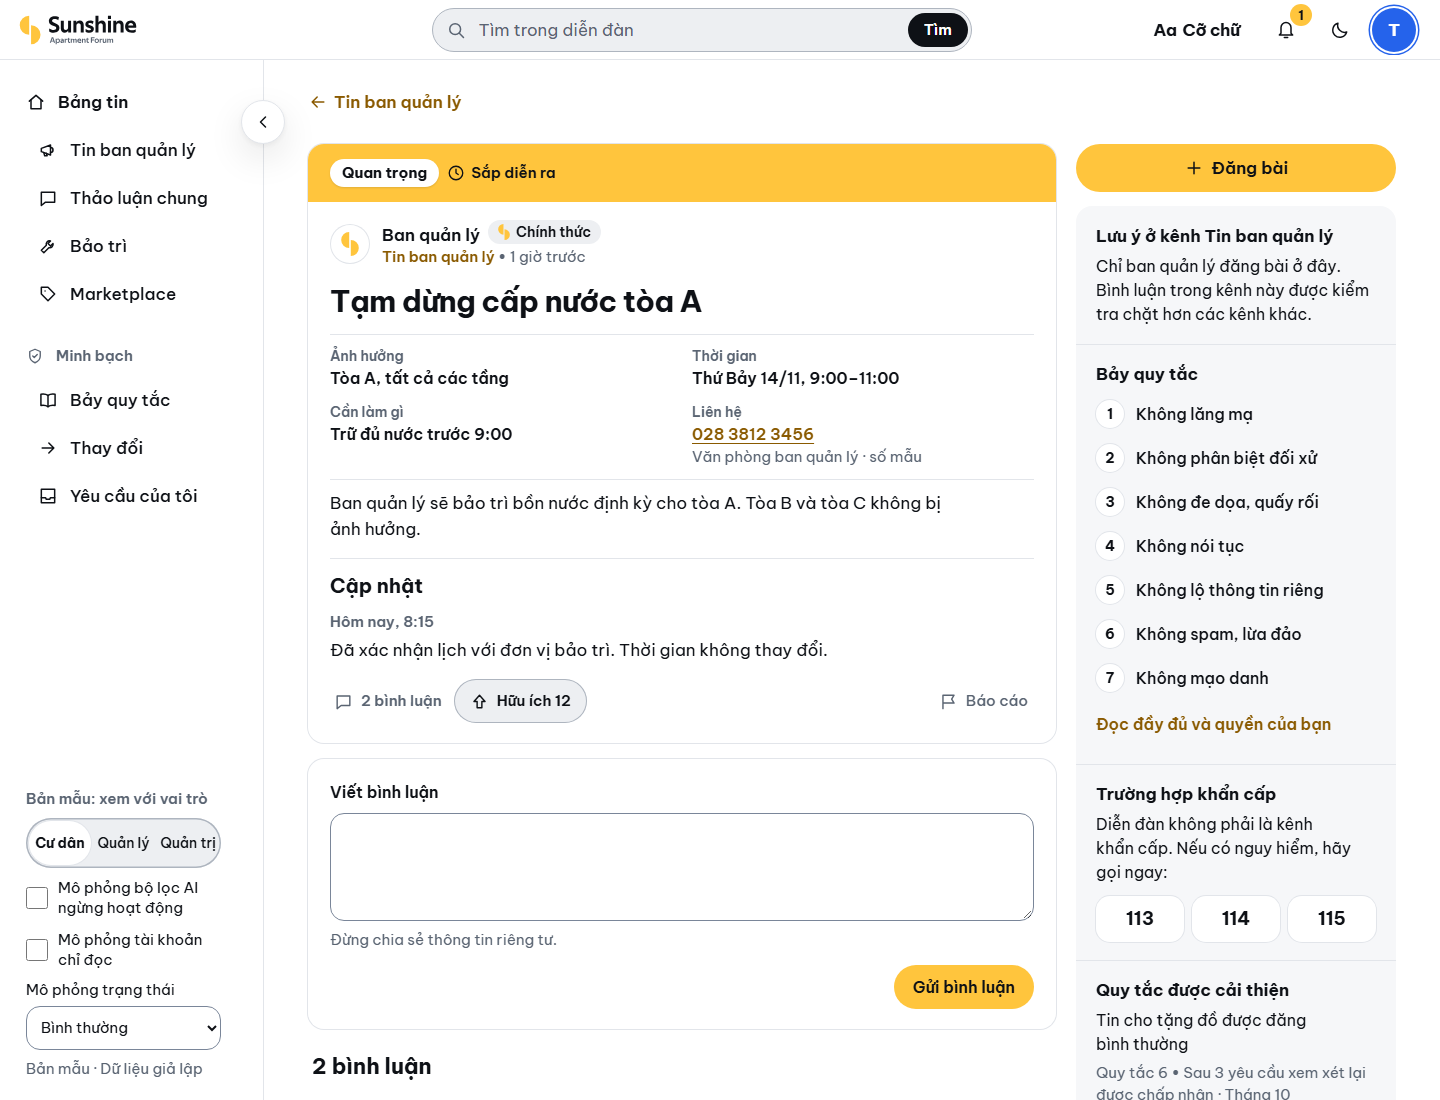 Sunshine
Apartment Forum
Tìm trong diễn đàn
Tìm
Aa Cỡ chữ
1
T
Bảng tin
Tin ban quản lý
Thảo luận chung
Bảo trì
Marketplace
Minh bạch
Bảy quy tắc
Thay đổi
Yêu cầu của tôi
Bản mẫu: xem với vai trò
Cư dân
Quản lý
Quản trị
Mô phỏng bộ lọc AI
ngừng hoạt động
Mô phỏng tài khoản
chỉ đọc
Mô phỏng trạng thái
Bình thường
Bản mẫu · Dữ liệu giả lập
Tin ban quản lý
Quan trọng
Sắp diễn ra
Ban quản lý
Chính thức
Tin ban quản lý • 1 giờ trước
Tạm dừng cấp nước tòa A
Ảnh hưởng
Tòa A, tất cả các tầng
Thời gian
Thứ Bảy 14/11, 9:00–11:00
Cần làm gì
Trữ đủ nước trước 9:00
Liên hệ
028 3812 3456
Văn phòng ban quản lý · số mẫu
Ban quản lý sẽ bảo trì bồn nước định kỳ cho tòa A. Tòa B và tòa C không bị
ảnh hưởng.
Cập nhật
Hôm nay, 8:15
Đã xác nhận lịch với đơn vị bảo trì. Thời gian không thay đổi.
2 bình luận
Hữu ích 12
Báo cáo
Viết bình luận
Đừng chia sẻ thông tin riêng tư.
Gửi bình luận
2 bình luận
Đăng bài
Lưu ý ở kênh Tin ban quản lý
Chỉ ban quản lý đăng bài ở đây.
Bình luận trong kênh này được kiểm
tra chặt hơn các kênh khác.
Bảy quy tắc
1 Không lăng mạ
2 Không phân biệt đối xử
3 Không đe dọa, quấy rối
4 Không nói tục
5 Không lộ thông tin riêng
6 Không spam, lừa đảo
7 Không mạo danh
Đọc đầy đủ và quyền của bạn
Trường hợp khẩn cấp
Diễn đàn không phải là kênh
khẩn cấp. Nếu có nguy hiểm, hãy
gọi ngay:
113
114
115
Quy tắc được cải thiện
Tin cho tặng đồ được đăng
bình thường
Quy tắc 6 • Sau 3 yêu cầu xem xét lại
được chấp nhận · Tháng 10